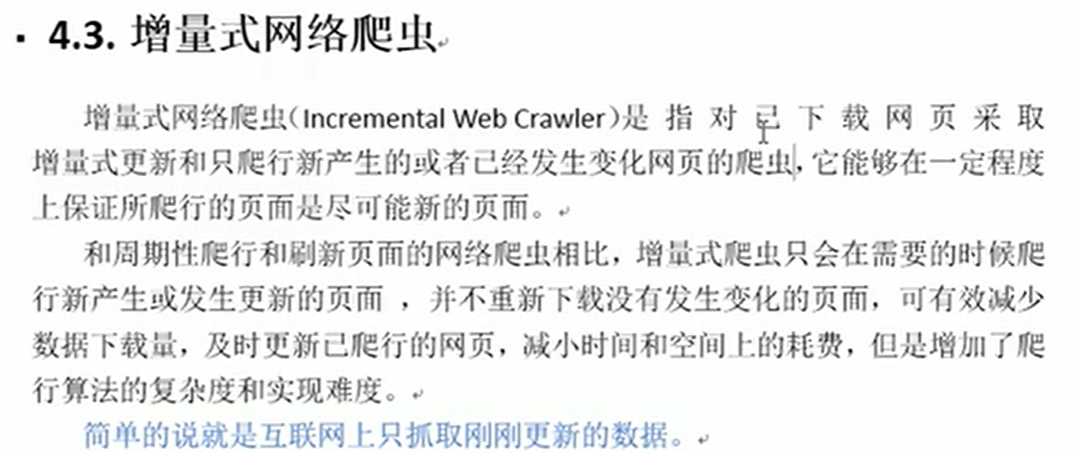 ▪ 4.3. 增量式网络爬虫
增量式网络爬虫（Incremental Web Crawler）是 指 对 已 下 载 网 页 采 取
增量式更新和只爬行新产生的或者已经发生变化网页的爬虫，它能够在一定程度
上保证所爬行的页面是尽可能新的页面。
和周期性爬行和刷新页面的网络爬虫相比，增量式爬虫只会在需要的时候爬
行新产生或发生更新的页面 ，并不重新下载没有发生变化的页面，可有效减少
数据下载量，及时更新已爬行的网页，减小时间和空间上的耗费，但是增加了爬
行算法的复杂度和实现难度。
简单的说就是互联网上只抓取刚刚更新的数据。